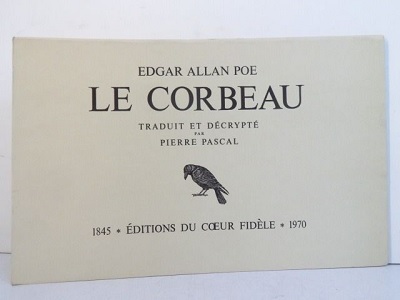 EDGAR ALLAN POE
LE CORBEAU
TRADUIT ET DÉCRYPTÉ
PAR
PIERRE PASCAL
1845 * ÉDITIONS DU CŒUR FIDÈLE * 1970